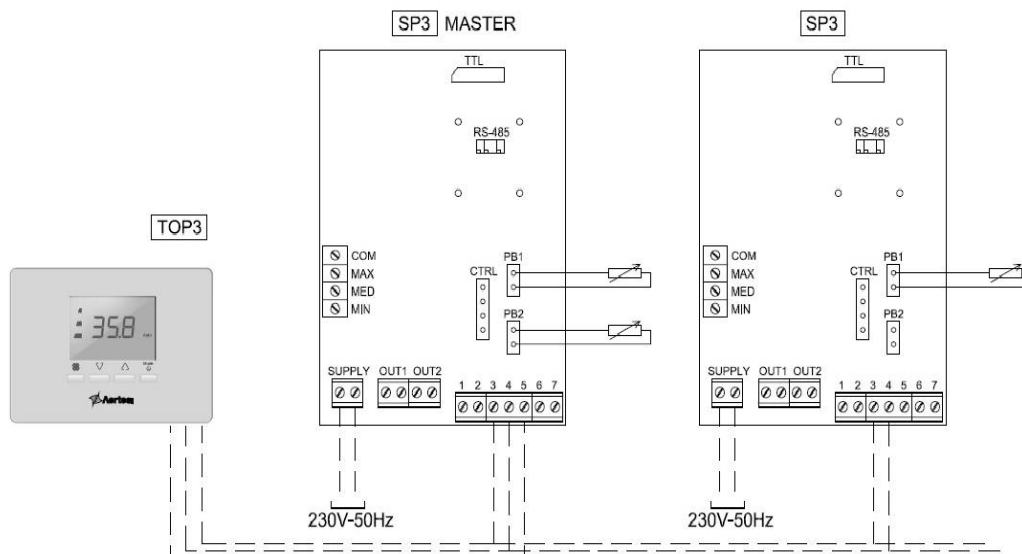 SP3 MASTER
SP3
TTL
TTL
RS-485
RS-485
TOP3
COM
MAX
MED
MIN
CTRL
PB1
PB2
COM
MAX
MED
MIN
CTRL
PB1
PB2
35.8
Aertesi
SUPPLY OUT1 OUT2
1 2 3 4 5 6 7
SUPPLY OUT1 OUT2
1 2 3 4 5 6 7
230V-50Hz
230V-50Hz